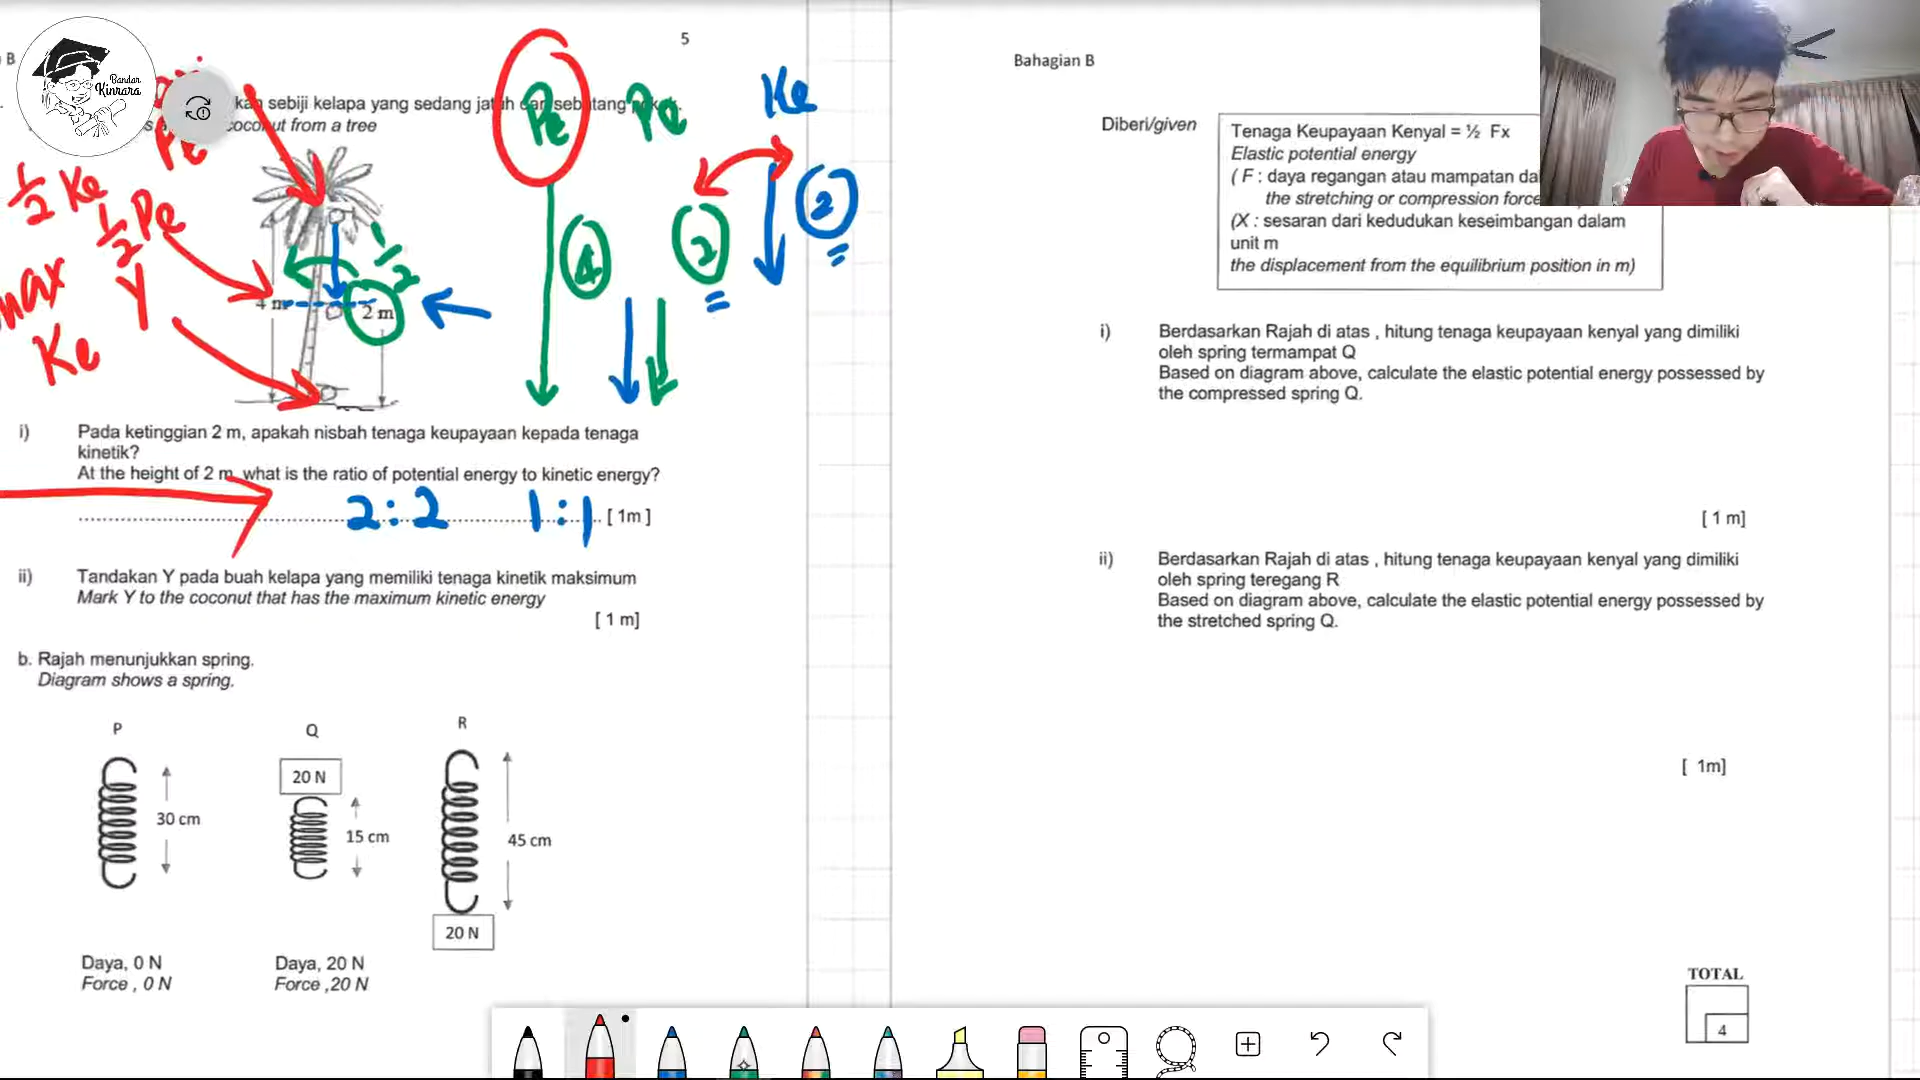 5
B
Bandar
Kinrara
kan sebiji kelapa yang sedang jatuh dari sebatang pokok.
coconut from a tree
Pe
Pe
Pe
Ke
1/2 Ke
1/2 Pe
1/2
max
Ke
Y
4
2
2
4 m
2 m
i) Pada ketinggian 2 m, apakah nisbah tenaga keupayaan kepada tenaga
kinetik?
At the height of 2 m, what is the ratio of potential energy to kinetic energy?
2:2 1:1 [ 1m ]
ii) Tandakan Y pada buah kelapa yang memiliki tenaga kinetik maksimum
Mark Y to the coconut that has the maximum kinetic energy
[ 1 m]
b. Rajah menunjukkan spring.
Diagram shows a spring.
P
Q
R
20 N
30 cm
15 cm
45 cm
20 N
Daya, 0 N
Force , 0 N
Daya, 20 N
Force ,20 N
Bahagian B
Diberi/given
Tenaga Keupayaan Kenyal = ½ Fx
Elastic potential energy
( F : daya regangan atau mampatan
the stretching or compression force
(X : sesaran dari kedudukan keseimbangan dalam
unit m
the displacement from the equilibrium position in m)
i) Berdasarkan Rajah di atas , hitung tenaga keupayaan kenyal yang dimiliki
oleh spring termampat Q
Based on diagram above, calculate the elastic potential energy possessed by
the compressed spring Q.
[ 1 m]
ii) Berdasarkan Rajah di atas , hitung tenaga keupayaan kenyal yang dimiliki
oleh spring teregang R
Based on diagram above, calculate the elastic potential energy possessed by
the stretched spring Q.
[ 1m]
TOTAL
4